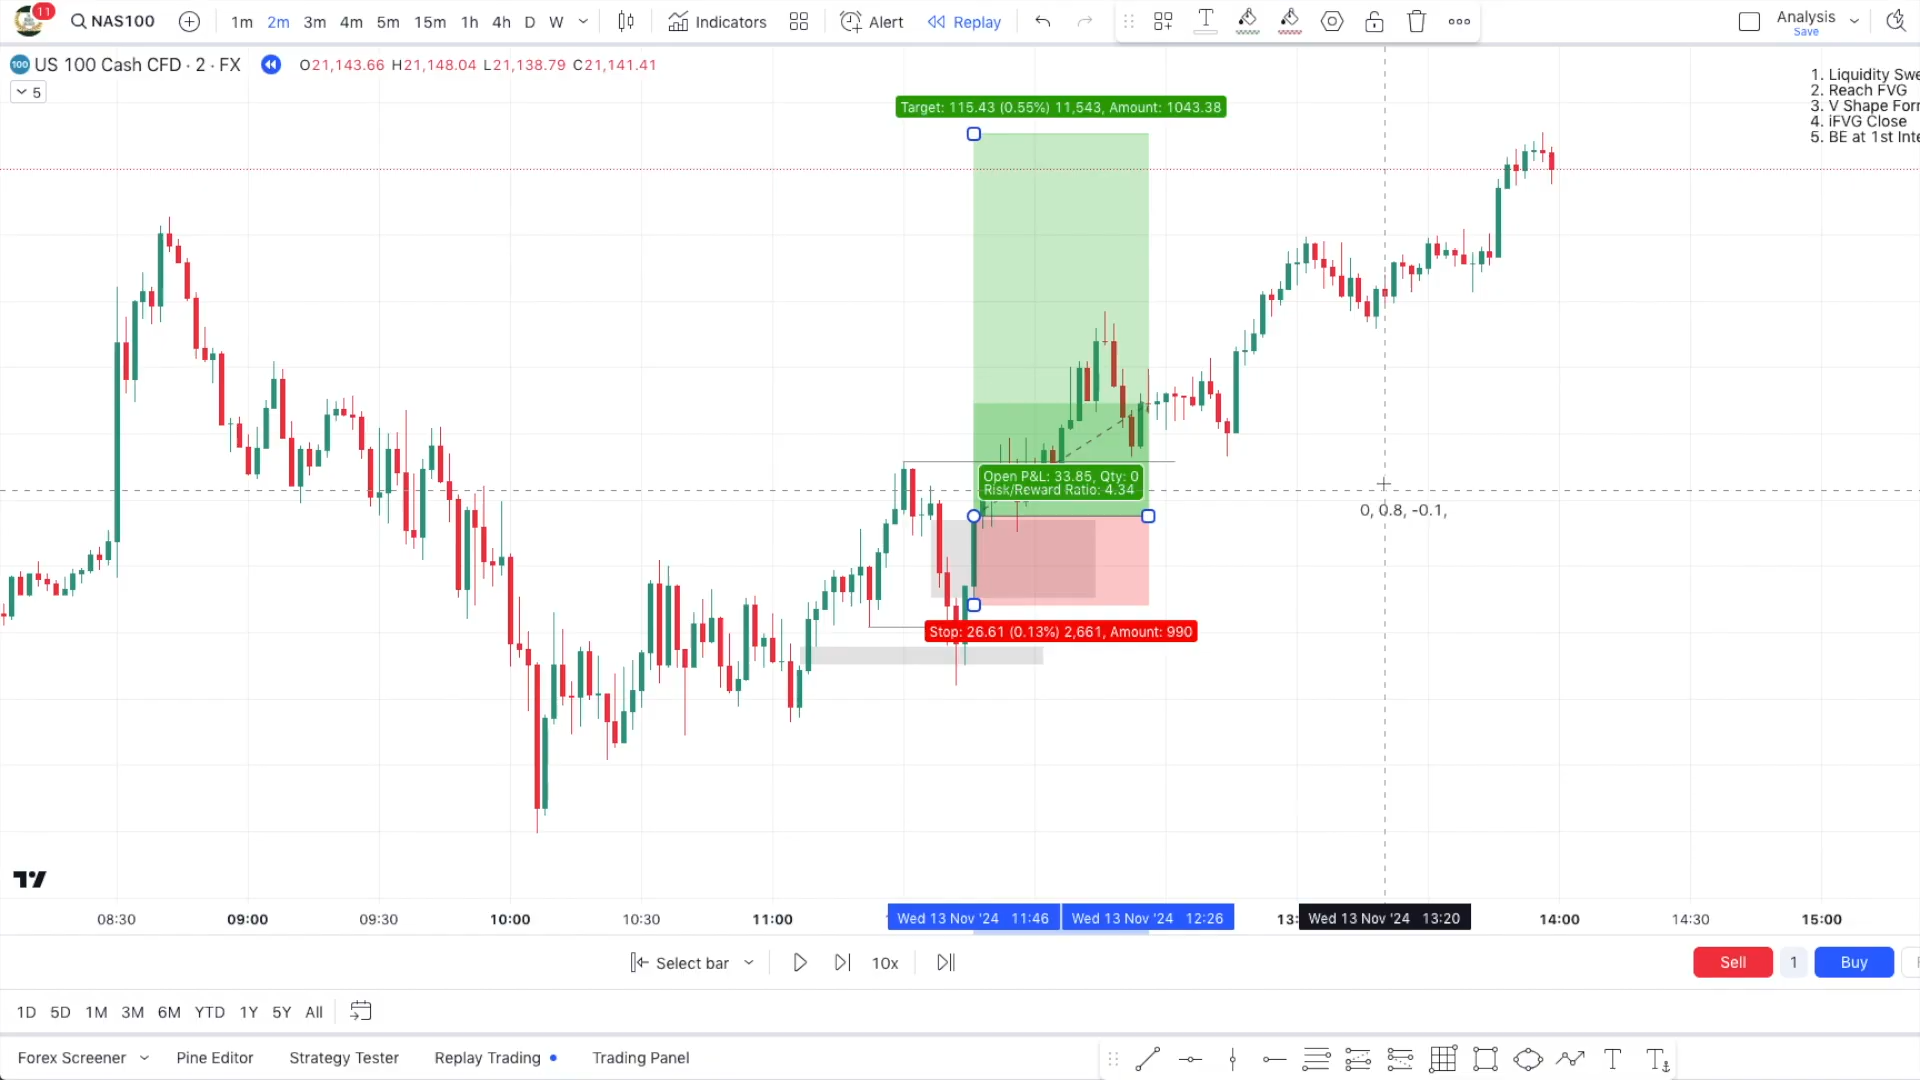 11
NAS100
1m 2m 3m 4m 5m 15m 1h 4h D W
Indicators
Alert
Replay
Analysis
Save
100 US 100 Cash CFD · 2 · FX
O21,143.66 H21,148.04 L21,138.79 C21,141.41
5
1. Liquidity Swe
2. Reach FVG
3. V Shape For
4. iFVG Close
5. BE at 1st Inte
Target: 115.43 (0.55%) 11,543, Amount: 1043.38
Open P&L: 33.85, Qty: 0
Risk/Reward Ratio: 4.34
0, 0.8, -0.1,
Stop: 26.61 (0.13%) 2,661, Amount: 990
08:30 09:00 09:30 10:00 10:30 11:00 Wed 13 Nov '24 11:46 Wed 13 Nov '24 12:26 13: Wed 13 Nov '24 13:20 14:00 14:30 15:00
Select bar
10x
Sell
1
Buy
1D 5D 1M 3M 6M YTD 1Y 5Y All
Forex Screener Pine Editor Strategy Tester Replay Trading Trading Panel